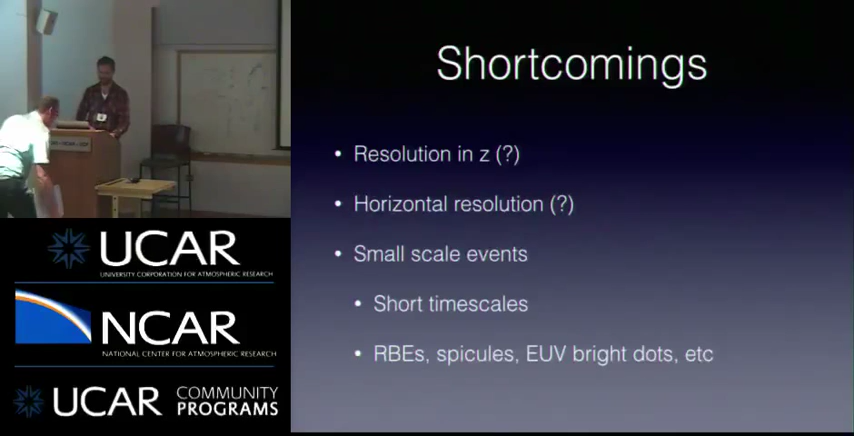 Shortcomings
• Resolution in z (?)
• Horizontal resolution (?)
• Small scale events
• Short timescales
• RBEs, spicules, EUV bright dots, etc
UCAR
UNIVERSITY CORPORATION FOR ATMOSPHERIC RESEARCH
NCAR
NATIONAL CENTER FOR ATMOSPHERIC RESEARCH
UCAR COMMUNITY
PROGRAMS